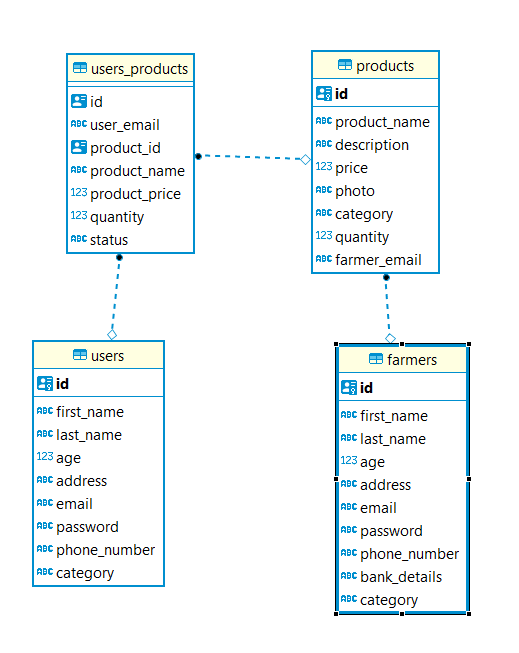 users_products
id
ABC user_email
product_id
ABC product_name
123 product_price
123 quantity
ABC status
products
id
ABC product_name
ABC description
123 price
ABC photo
ABC category
123 quantity
ABC farmer_email
users
id
ABC first_name
ABC last_name
123 age
ABC address
ABC email
ABC password
ABC phone_number
ABC category
farmers
id
ABC first_name
ABC last_name
123 age
ABC address
ABC email
ABC password
ABC phone_number
ABC bank_details
ABC category